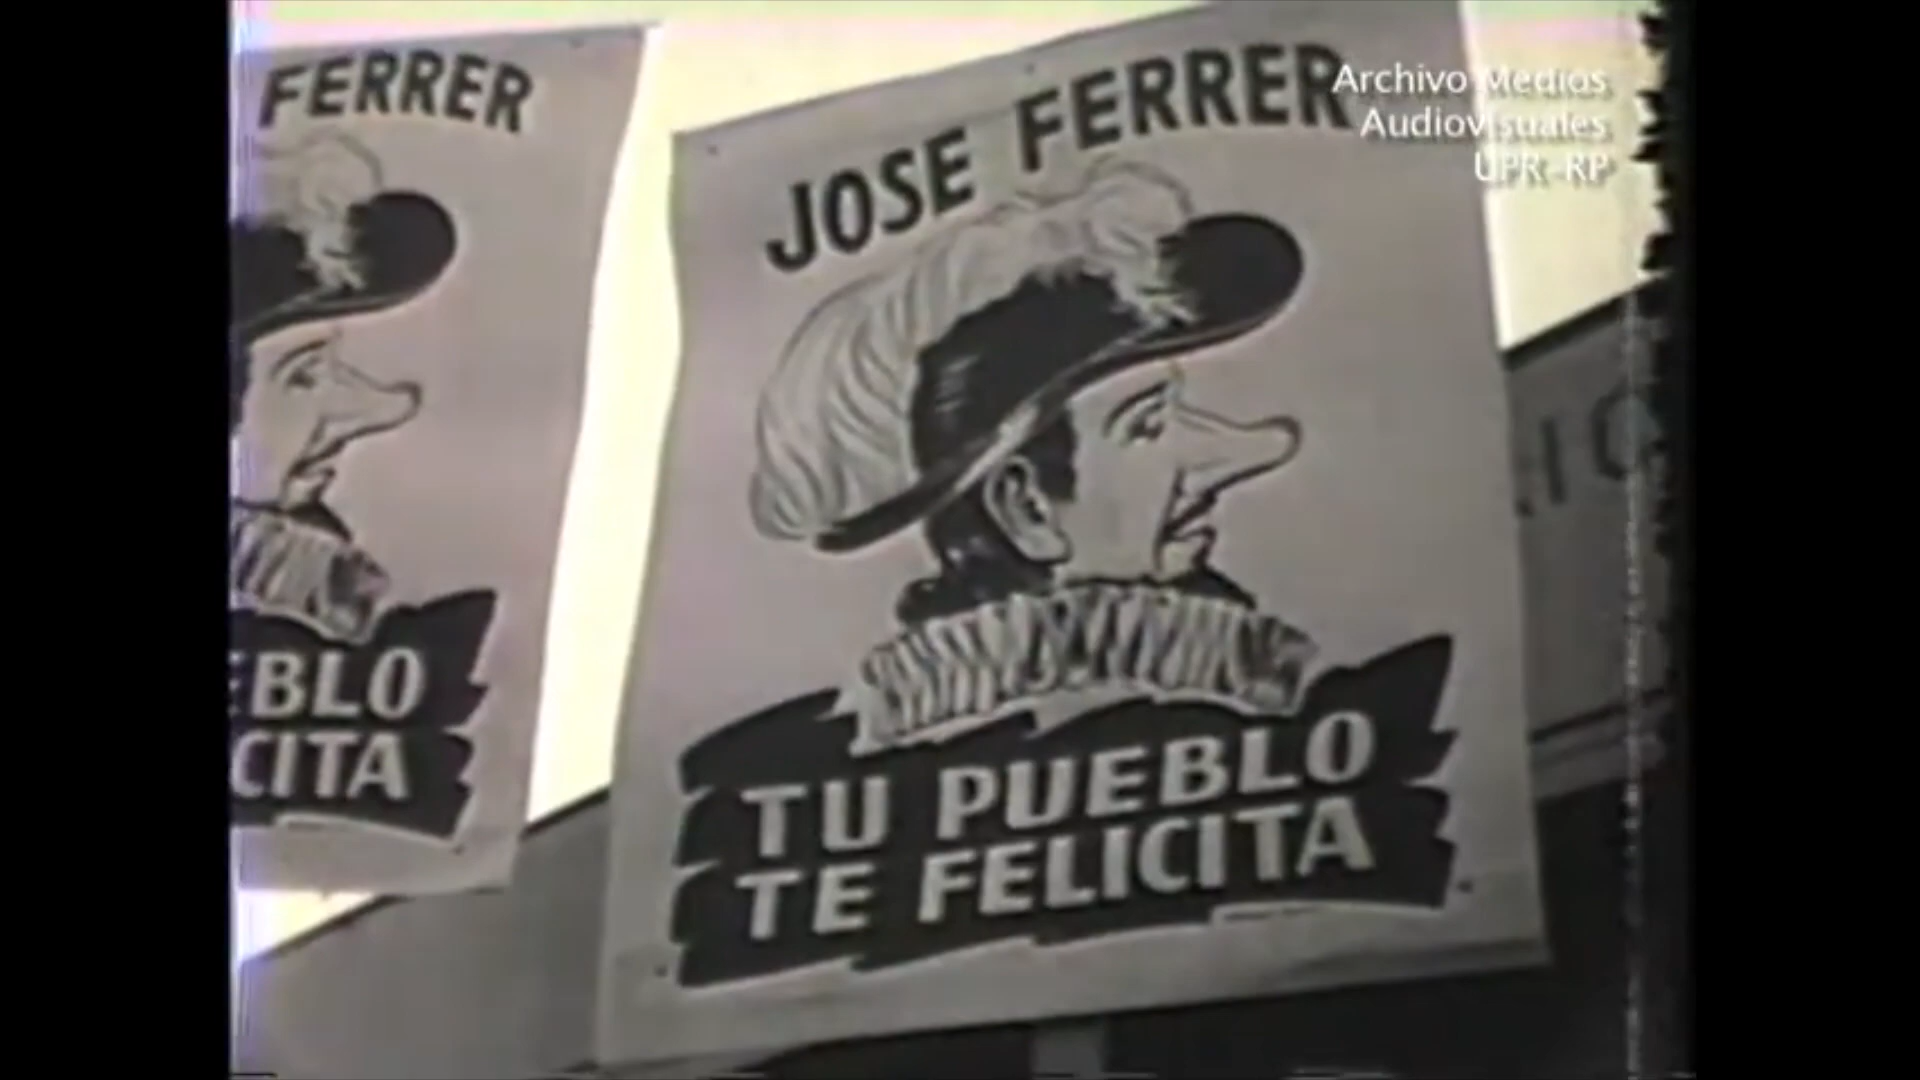 FERRER
EBLO
CITA
JOSE FERRER
TU PUEBLO
TE FELICITA
Archivo Medios
Audiovisuales
UPR-RP